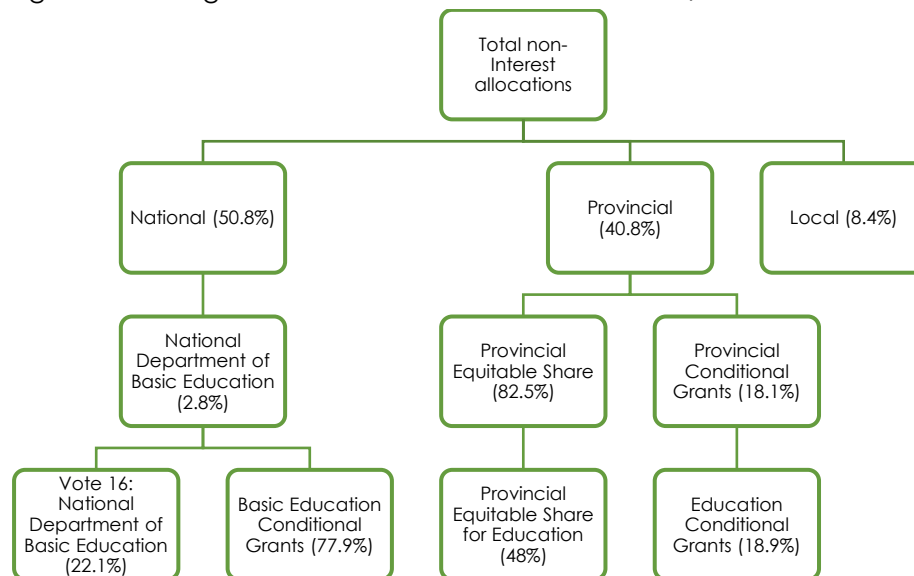 Total non-
Interest
allocations
National (50.8%)
Provincial
(40.8%)
Local (8.4%)
National
Department of
Basic Education
(2.8%)
Provincial
Equitable Share
(82.5%)
Provincial
Conditional
Grants (18.1%)
Vote 16:
National
Department of
Basic Education
(22.1%)
Basic Education
Conditional
Grants (77.9%)
Provincial
Equitable Share
for Education
(48%)
Education
Conditional
Grants (18.9%)